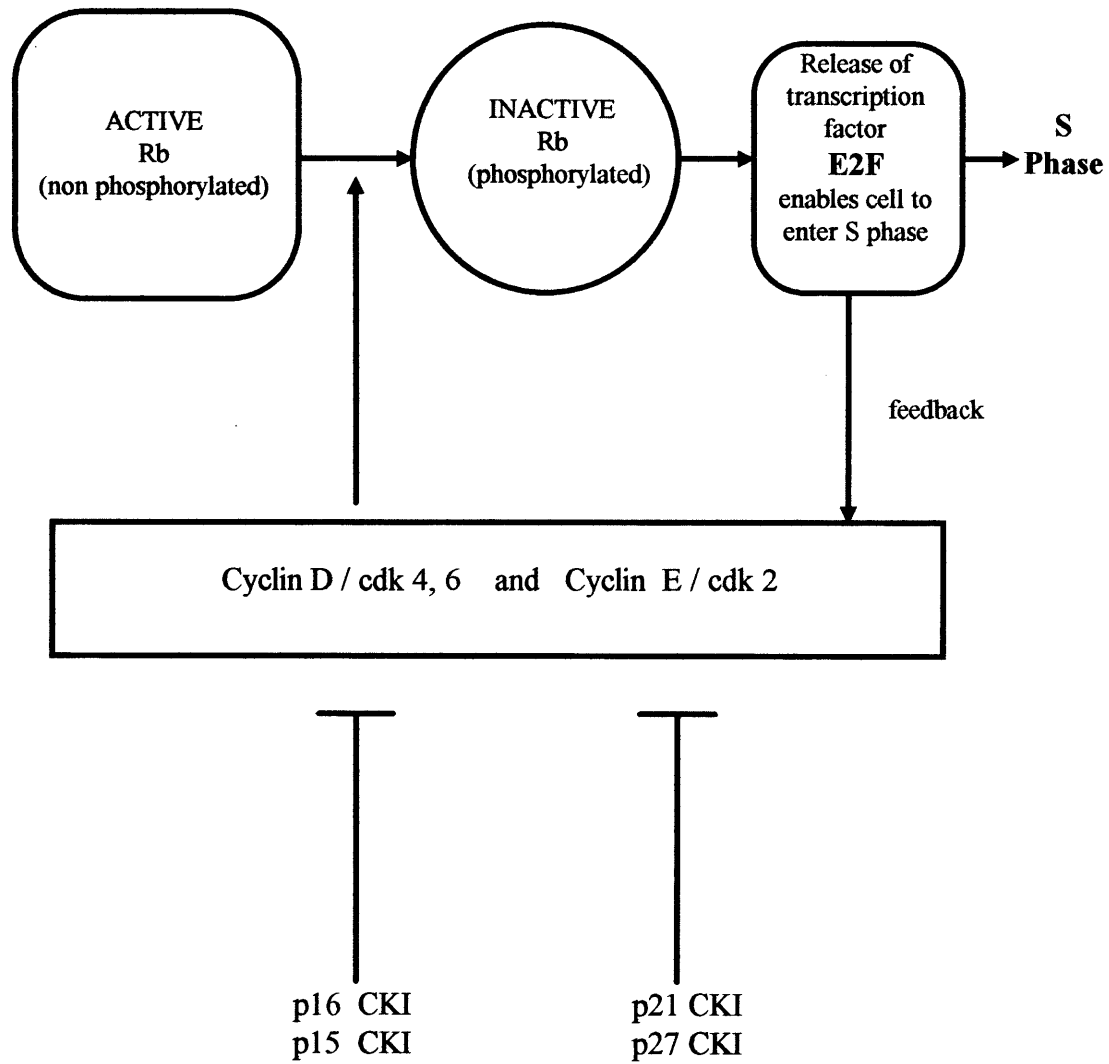 ACTIVE
Rb
(non phosphorylated)
INACTIVE
Rb
(phosphorylated)
Release of
transcription
factor
E2F
enables cell to
enter S phase
S
Phase
feedback
Cyclin D / cdk 4, 6 and Cyclin E / cdk 2
p16 CKI
p15 CKI
p21 CKI
p27 CKI